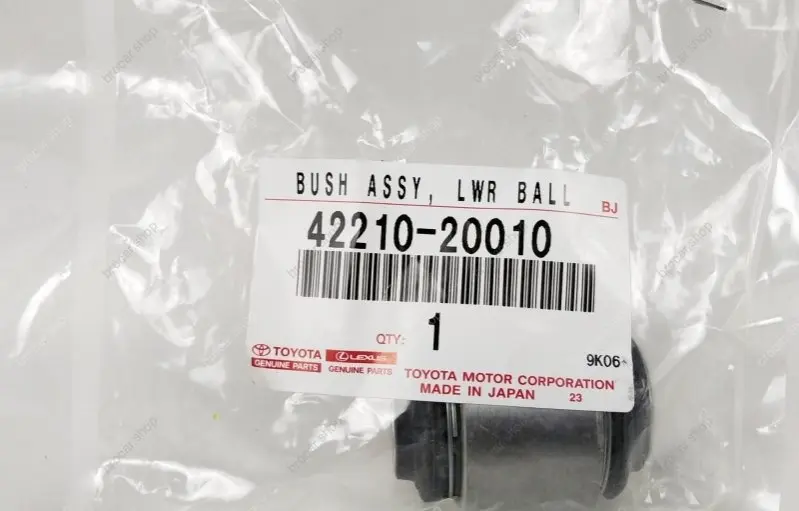 BUSH ASSY, LWR BALL
BJ
42210-20010
QTY: 1
TOYOTA
GENUINE PARTS
LEXUS
GENUINE PARTS
9K06
TOYOTA MOTOR CORPORATION
MADE IN JAPAN 23